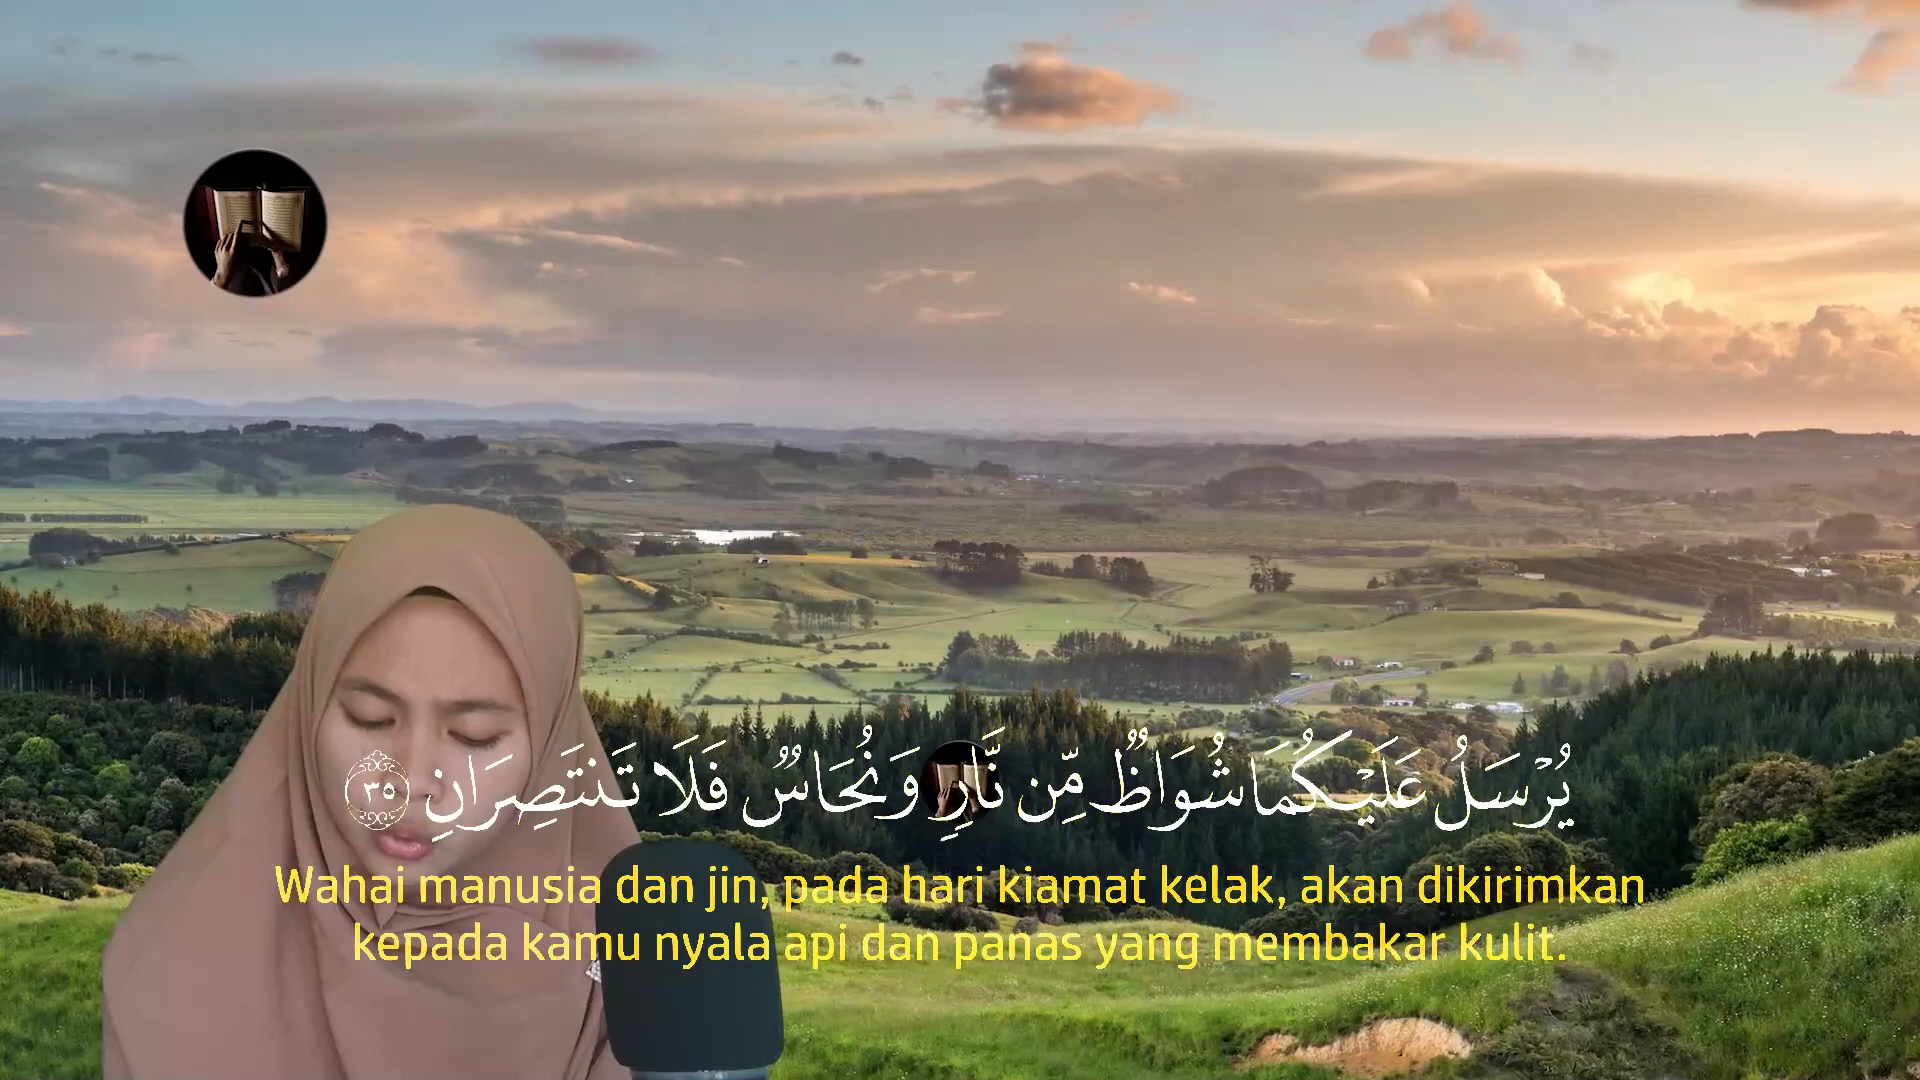 يُرْسَلُ عَلَيْكُمَا شُوَاظٌ مِّن نَّارٍ وَنُحَاسٌ فَلَا تَنتَصِرَانِ ٣٥
Wahai manusia dan jin, pada hari kiamat kelak, akan dikirimkan
kepada kamu nyala api dan panas yang membakar kulit.